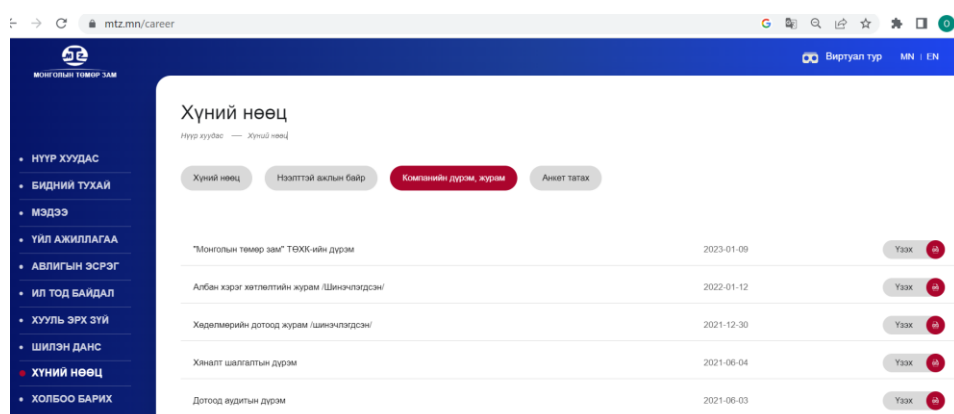 mtz.mn/career
МОНГОЛЫН ТӨМӨР ЗАМ
Виртуал тур MN | EN
Хүний нөөц
Нүүр хуудас — Хүний нөөц
Хүний нөөц Нээлттэй ажлын байр Компанийн дүрэм, журам Анкет татах
• НҮҮР ХУУДАС
• БИДНИЙ ТУХАЙ
• МЭДЭЭ
• ҮЙЛ АЖИЛЛАГАА
• АВЛИГЫН ЭСРЭГ
• ИЛ ТОД БАЙДАЛ
• ХУУЛЬ ЭРХ ЗҮЙ
• ШИЛЭН ДАНС
• ХҮНИЙ НӨӨЦ
• ХОЛБОО БАРИХ
"Монголын төмөр зам" ТӨХК-ийн дүрэм 2023-01-09 Үзэх
Албан хэрэг хөтлөлтийн журам /Шинэчлэгдсэн/ 2022-01-12 Үзэх
Хөдөлмөрийн дотоод журам /шинэчлэгдсэн/ 2021-12-30 Үзэх
Хяналт шалгалтын дүрэм 2021-06-04 Үзэх
Дотоод аудитын дүрэм 2021-06-03 Үзэх